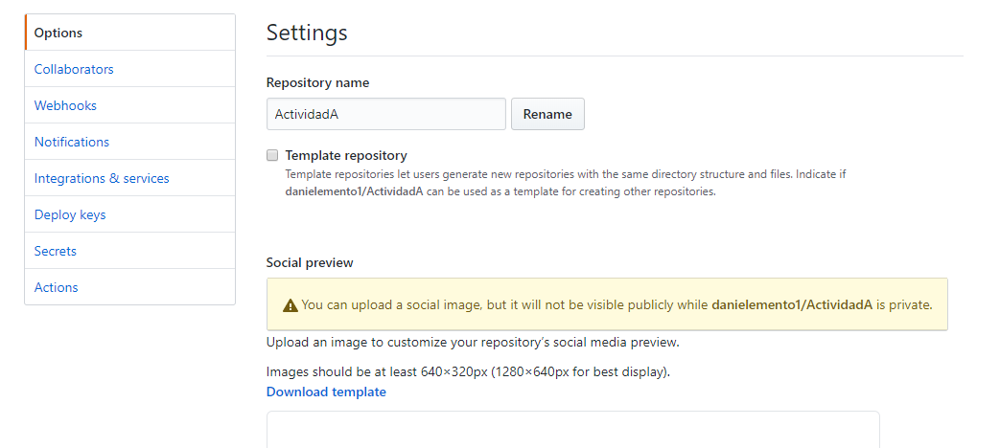 Options
Collaborators
Webhooks
Notifications
Integrations & services
Deploy keys
Secrets
Actions
Settings
Repository name
ActividadA
Rename
Template repository
Template repositories let users generate new repositories with the same directory structure and files. Indicate if
danielemento1/ActividadA can be used as a template for creating other repositories.
Social preview
You can upload a social image, but it will not be visible publicly while danielemento1/ActividadA is private.
Upload an image to customize your repository’s social media preview.
Images should be at least 640×320px (1280×640px for best display).
Download template